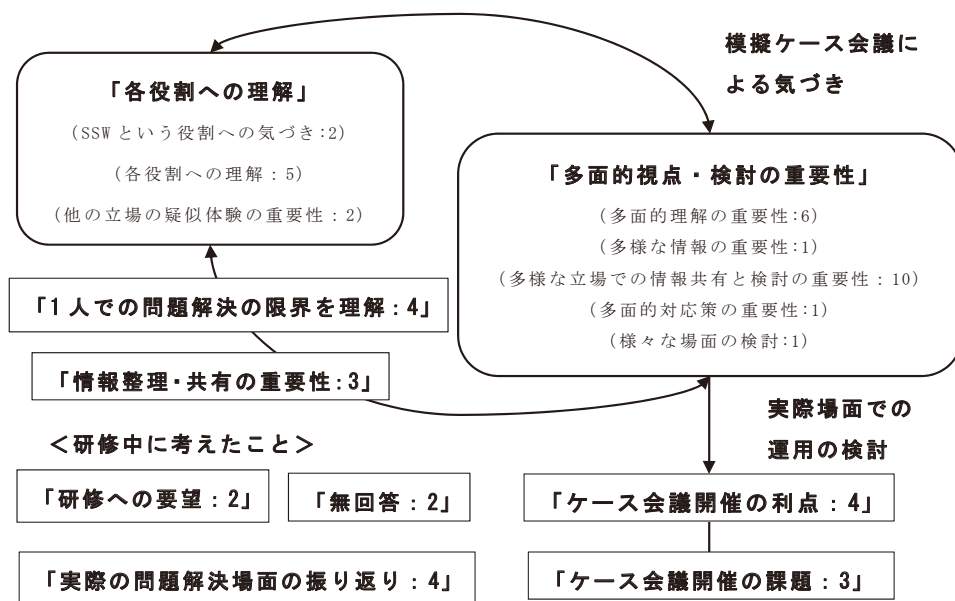 模擬ケース会議に
よる気づき
「各役割への理解」
(SSWという役割への気づき:2)
(各役割への理解：5)
(他の立場の疑似体験の重要性：2)
「多面的視点・検討の重要性」
(多面的理解の重要性:6)
(多様な情報の重要性:1)
(多様な立場での情報共有と検討の重要性：10)
(多面的対応策の重要性:1)
(様々な場面の検討:1)
「1人での問題解決の限界を理解：4」
「情報整理・共有の重要性：3」
実際場面での
運用の検討
＜研修中に考えたこと＞
「研修への要望：2」
「無回答：2」
「ケース会議開催の利点：4」
「実際の問題解決場面の振り返り：4」
「ケース会議開催の課題：3」